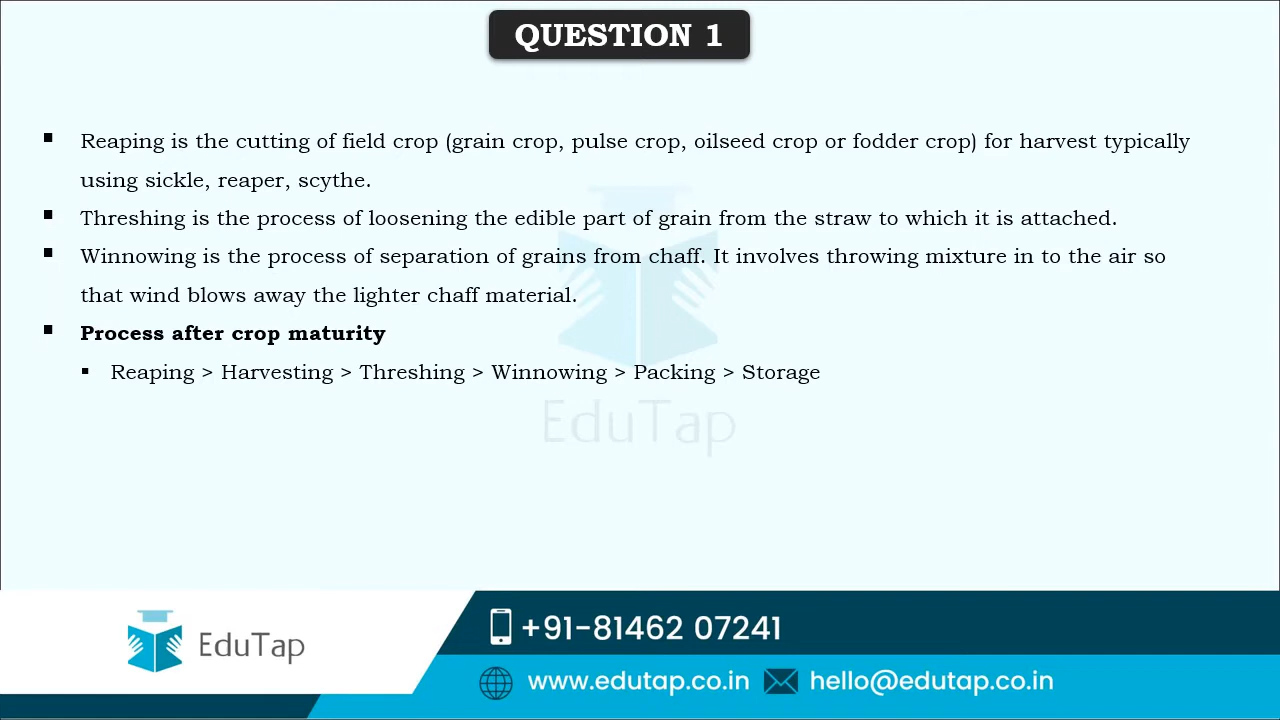 QUESTION 1
▪ Reaping is the cutting of field crop (grain crop, pulse crop, oilseed crop or fodder crop) for harvest typically
using sickle, reaper, scythe.
▪ Threshing is the process of loosening the edible part of grain from the straw to which it is attached.
▪ Winnowing is the process of separation of grains from chaff. It involves throwing mixture in to the air so
that wind blows away the lighter chaff material.
▪ Process after crop maturity
▪ Reaping > Harvesting > Threshing > Winnowing > Packing > Storage
EduTap
+91-81462 07241
EduTap
www.edutap.co.in hello@edutap.co.in